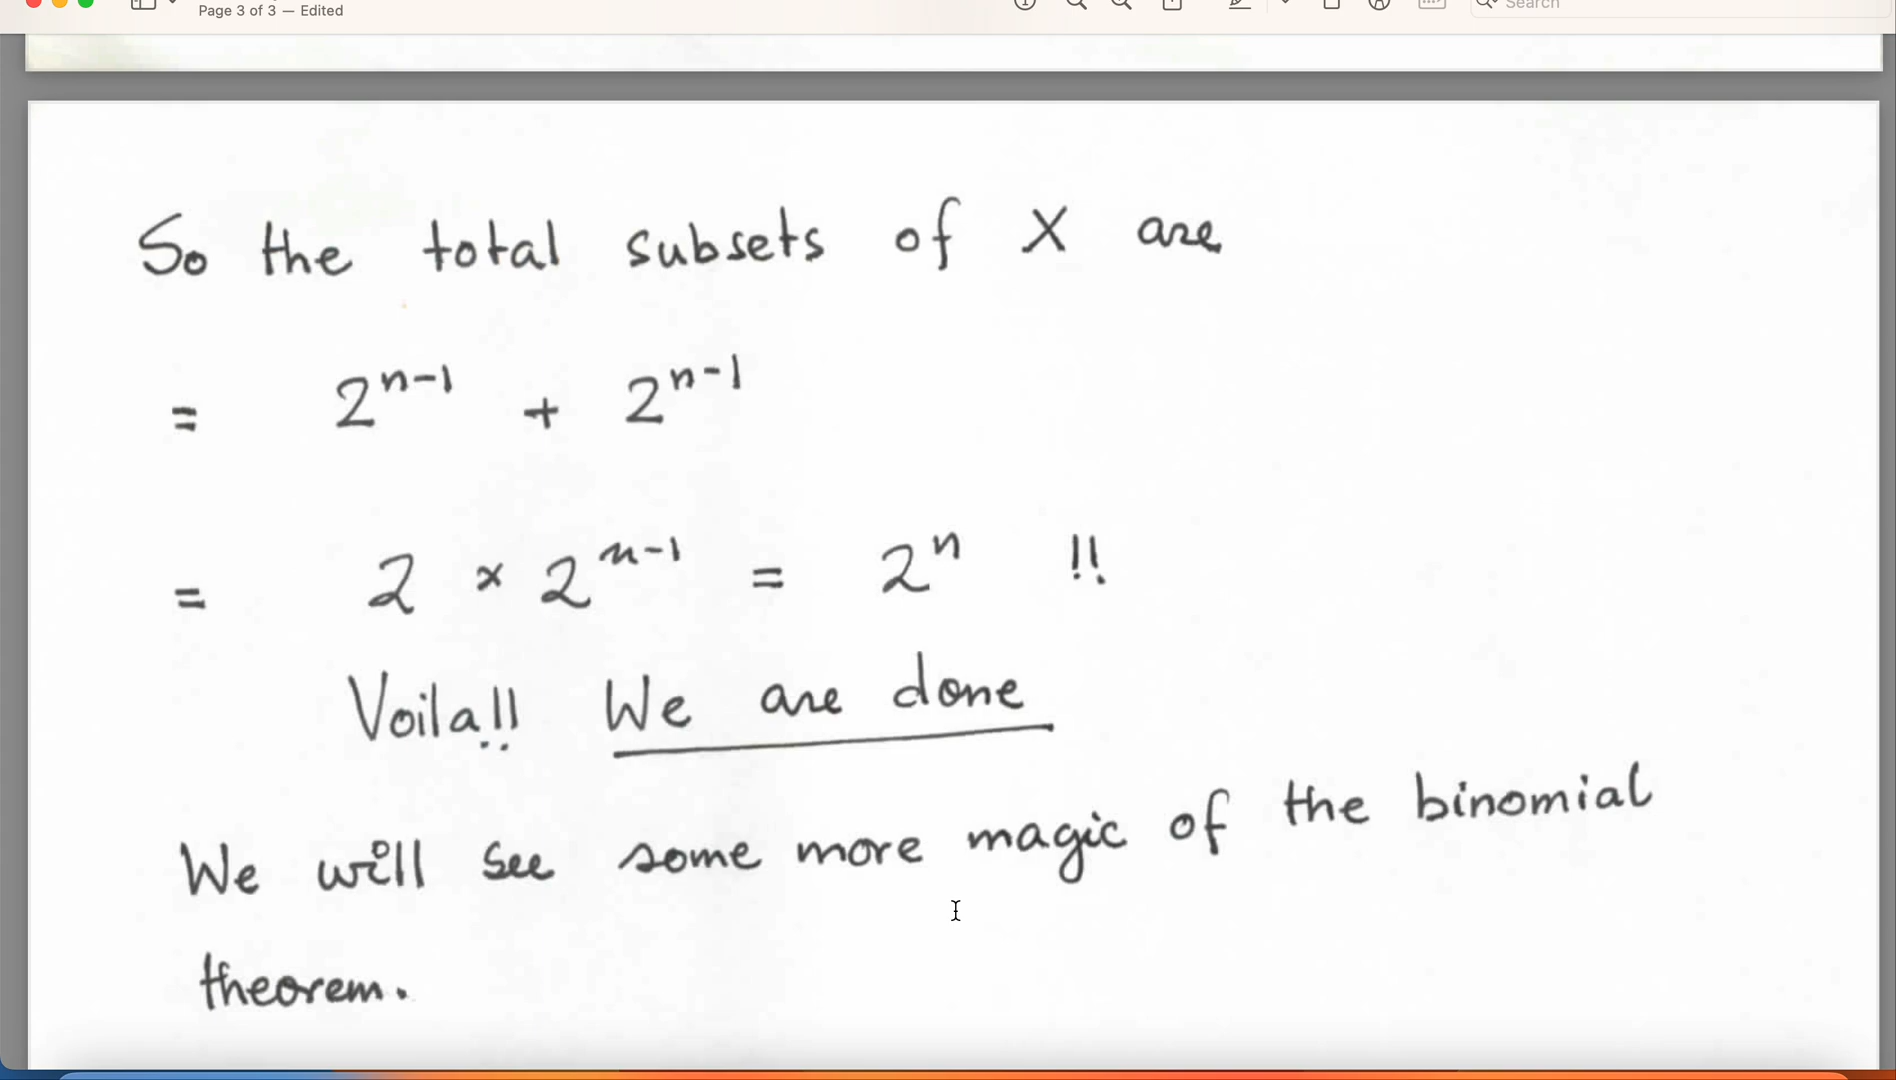 Page 3 of 3 — Edited
Search
So the total subsets of X are
= 2^{n-1} + 2^{n-1}
= 2 × 2^{n-1} = 2^n !!
Voila!! We are done
We will see some more magic of the binomial
theorem.